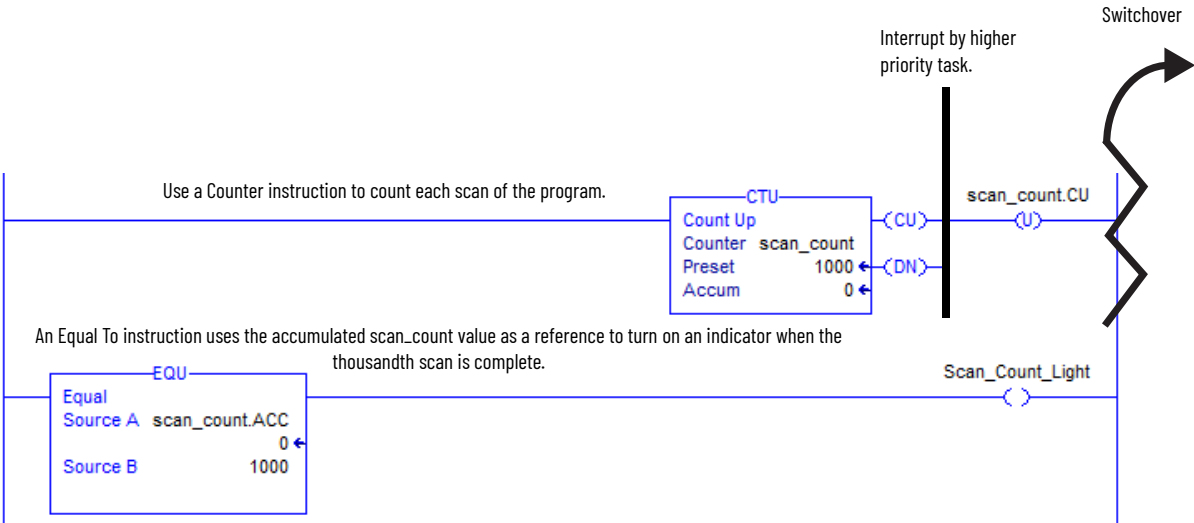 Switchover
Interrupt by higher
priority task.
Use a Counter instruction to count each scan of the program.
CTU
Count Up
Counter scan_count
Preset 1000
Accum 0
CU
DN
scan_count.CU
U
An Equal To instruction uses the accumulated scan_count value as a reference to turn on an indicator when the
thousandth scan is complete.
EQU
Equal
Source A scan_count.ACC
0
Source B 1000
Scan_Count_Light